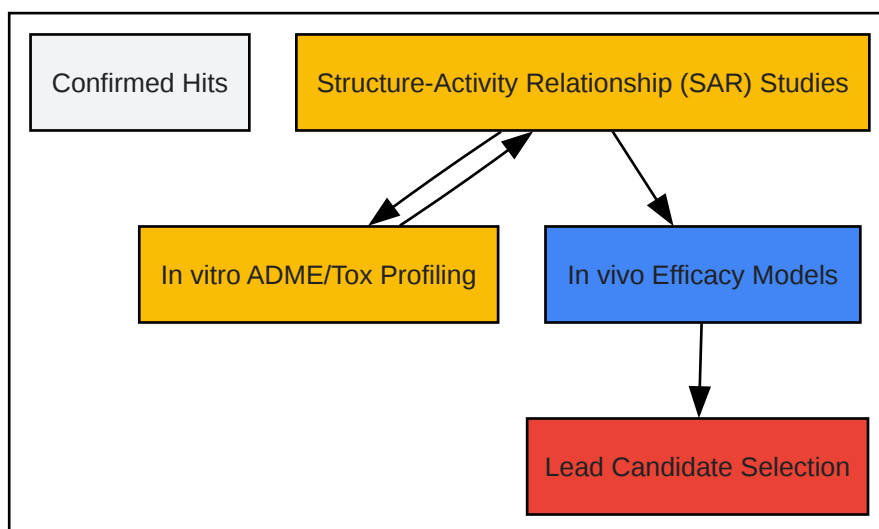 Confirmed Hits
Structure-Activity Relationship (SAR) Studies
In vitro ADME/Tox Profiling
In vivo Efficacy Models
Lead Candidate Selection